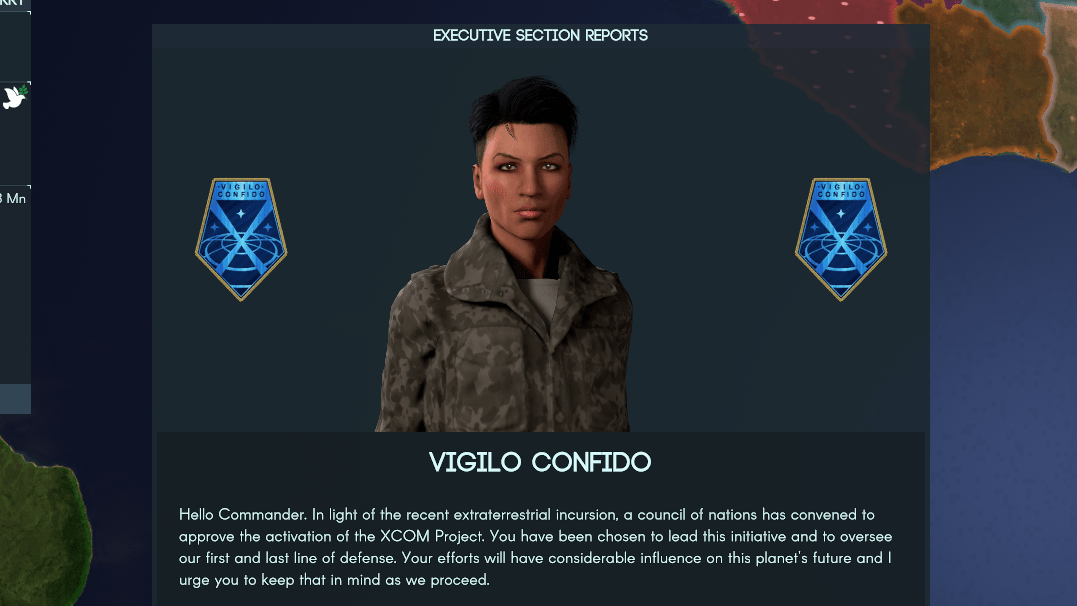 EXECUTIVE SECTION REPORTS
Mn
VIGILO
CONFIDO
VIGILO
CONFIDO
VIGILO CONFIDO
Hello Commander. In light of the recent extraterrestrial incursion, a council of nations has convened to
approve the activation of the XCOM Project. You have been chosen to lead this initiative and to oversee
our first and last line of defense. Your efforts will have considerable influence on this planet's future and I
urge you to keep that in mind as we proceed.